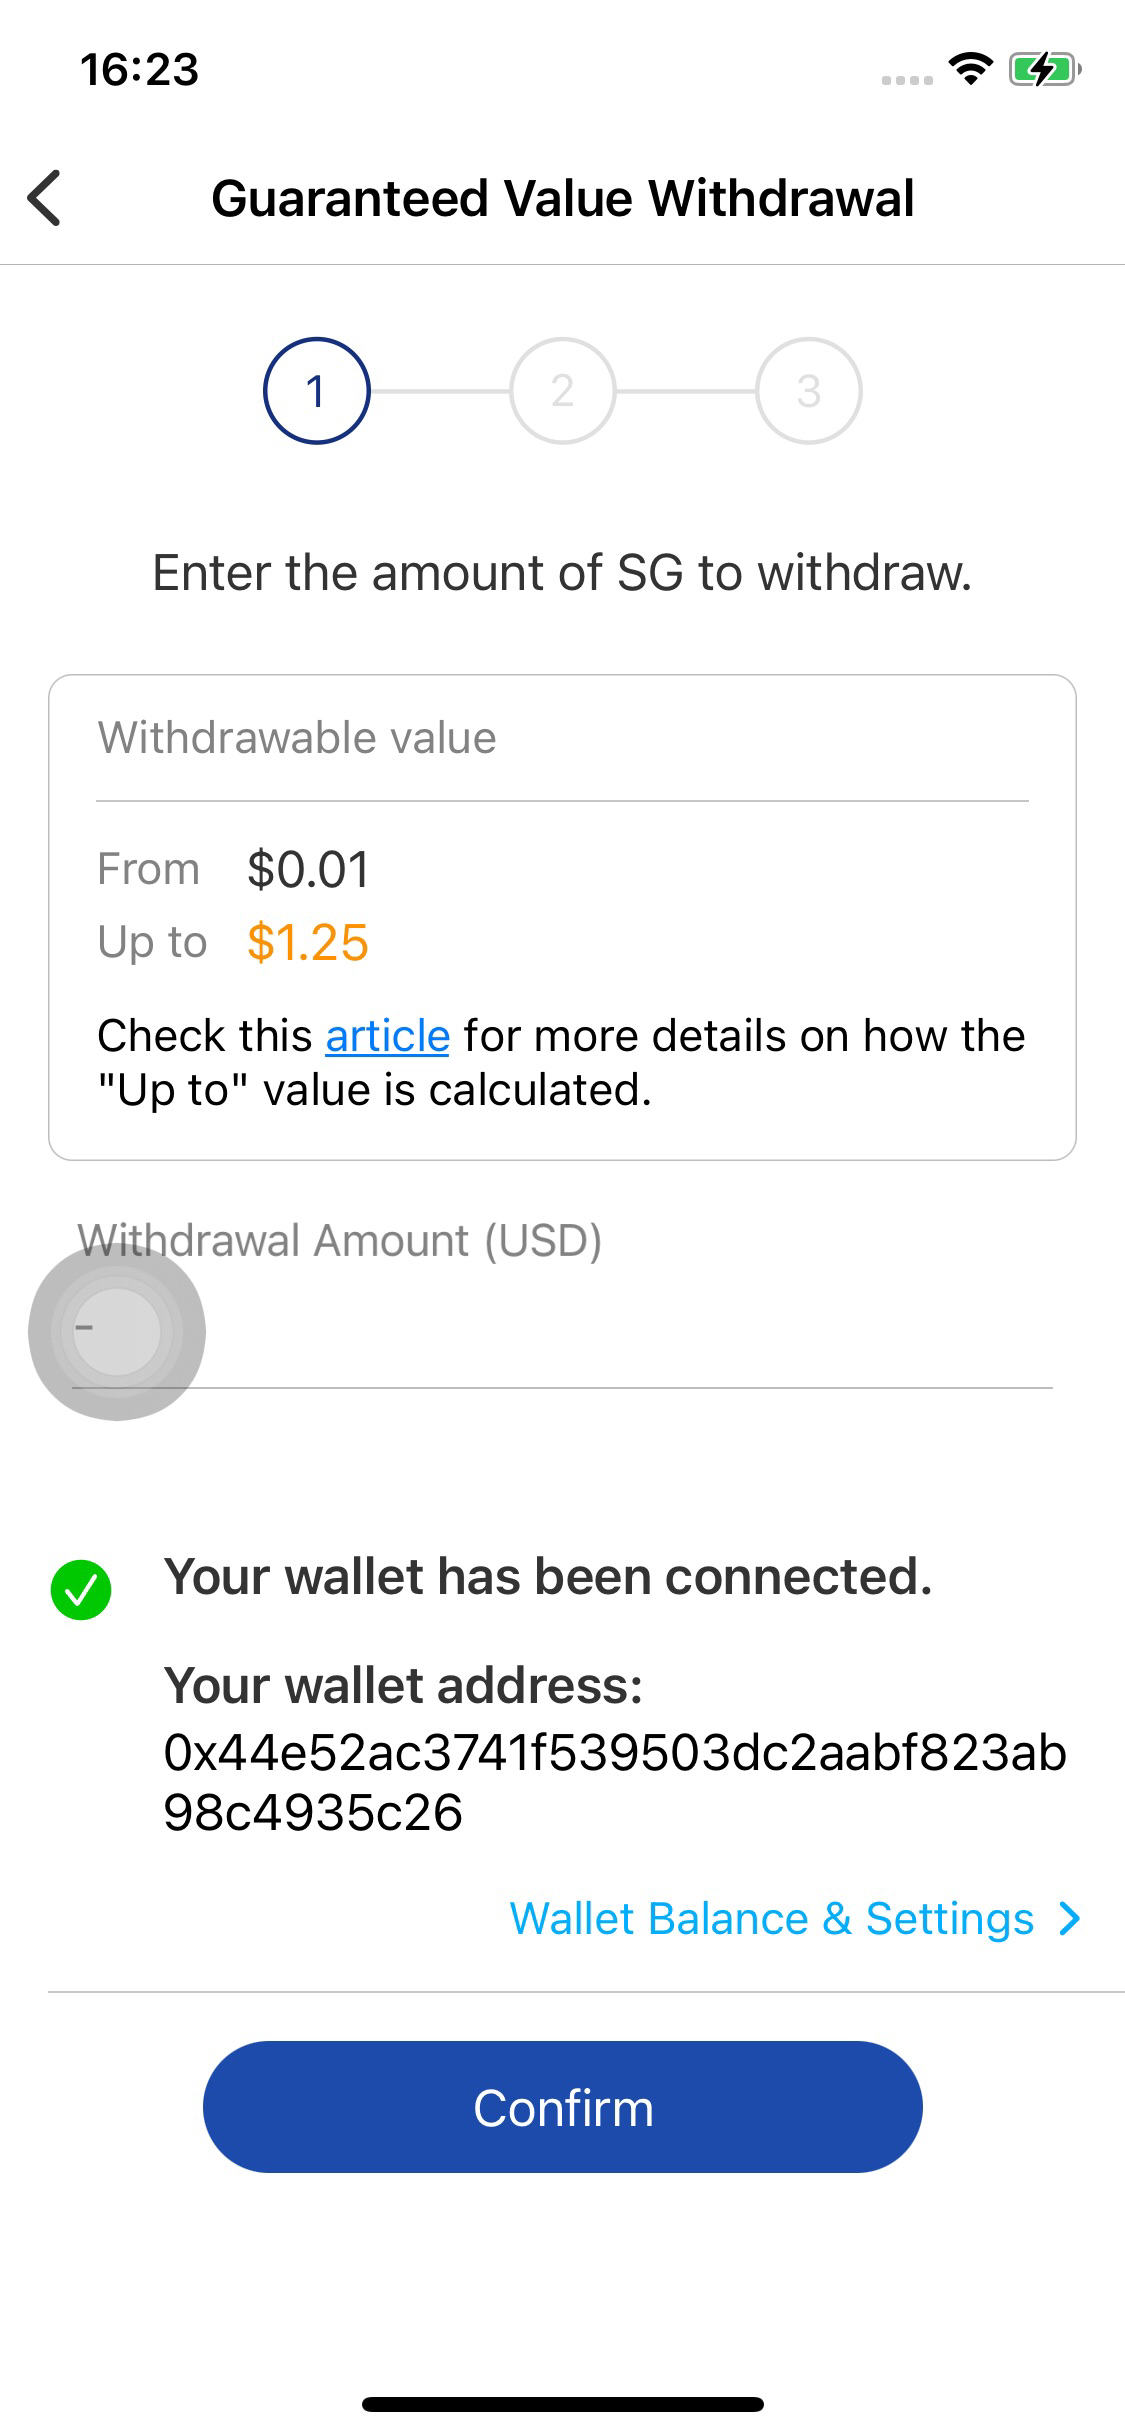 16:23
Guaranteed Value Withdrawal
1 2 3
Enter the amount of SG to withdraw.
Withdrawable value
From $0.01
Up to $1.25
Check this article for more details on how the
"Up to" value is calculated.
Withdrawal Amount (USD)
-
Your wallet has been connected.
Your wallet address:
0x44e52ac3741f539503dc2aabf823ab
98c4935c26
Wallet Balance & Settings
Confirm